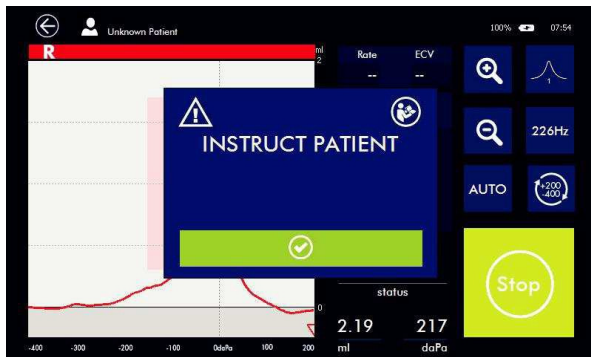 Unknown Patient
100% 07:54
R
ml
2
Rate ECV
-- --
1
INSTRUCT PATIENT
226Hz
AUTO
+200
-400
Stop
status
0
2.19 217
ml daPa
-400 -300 -200 -100 0daPa 100 200